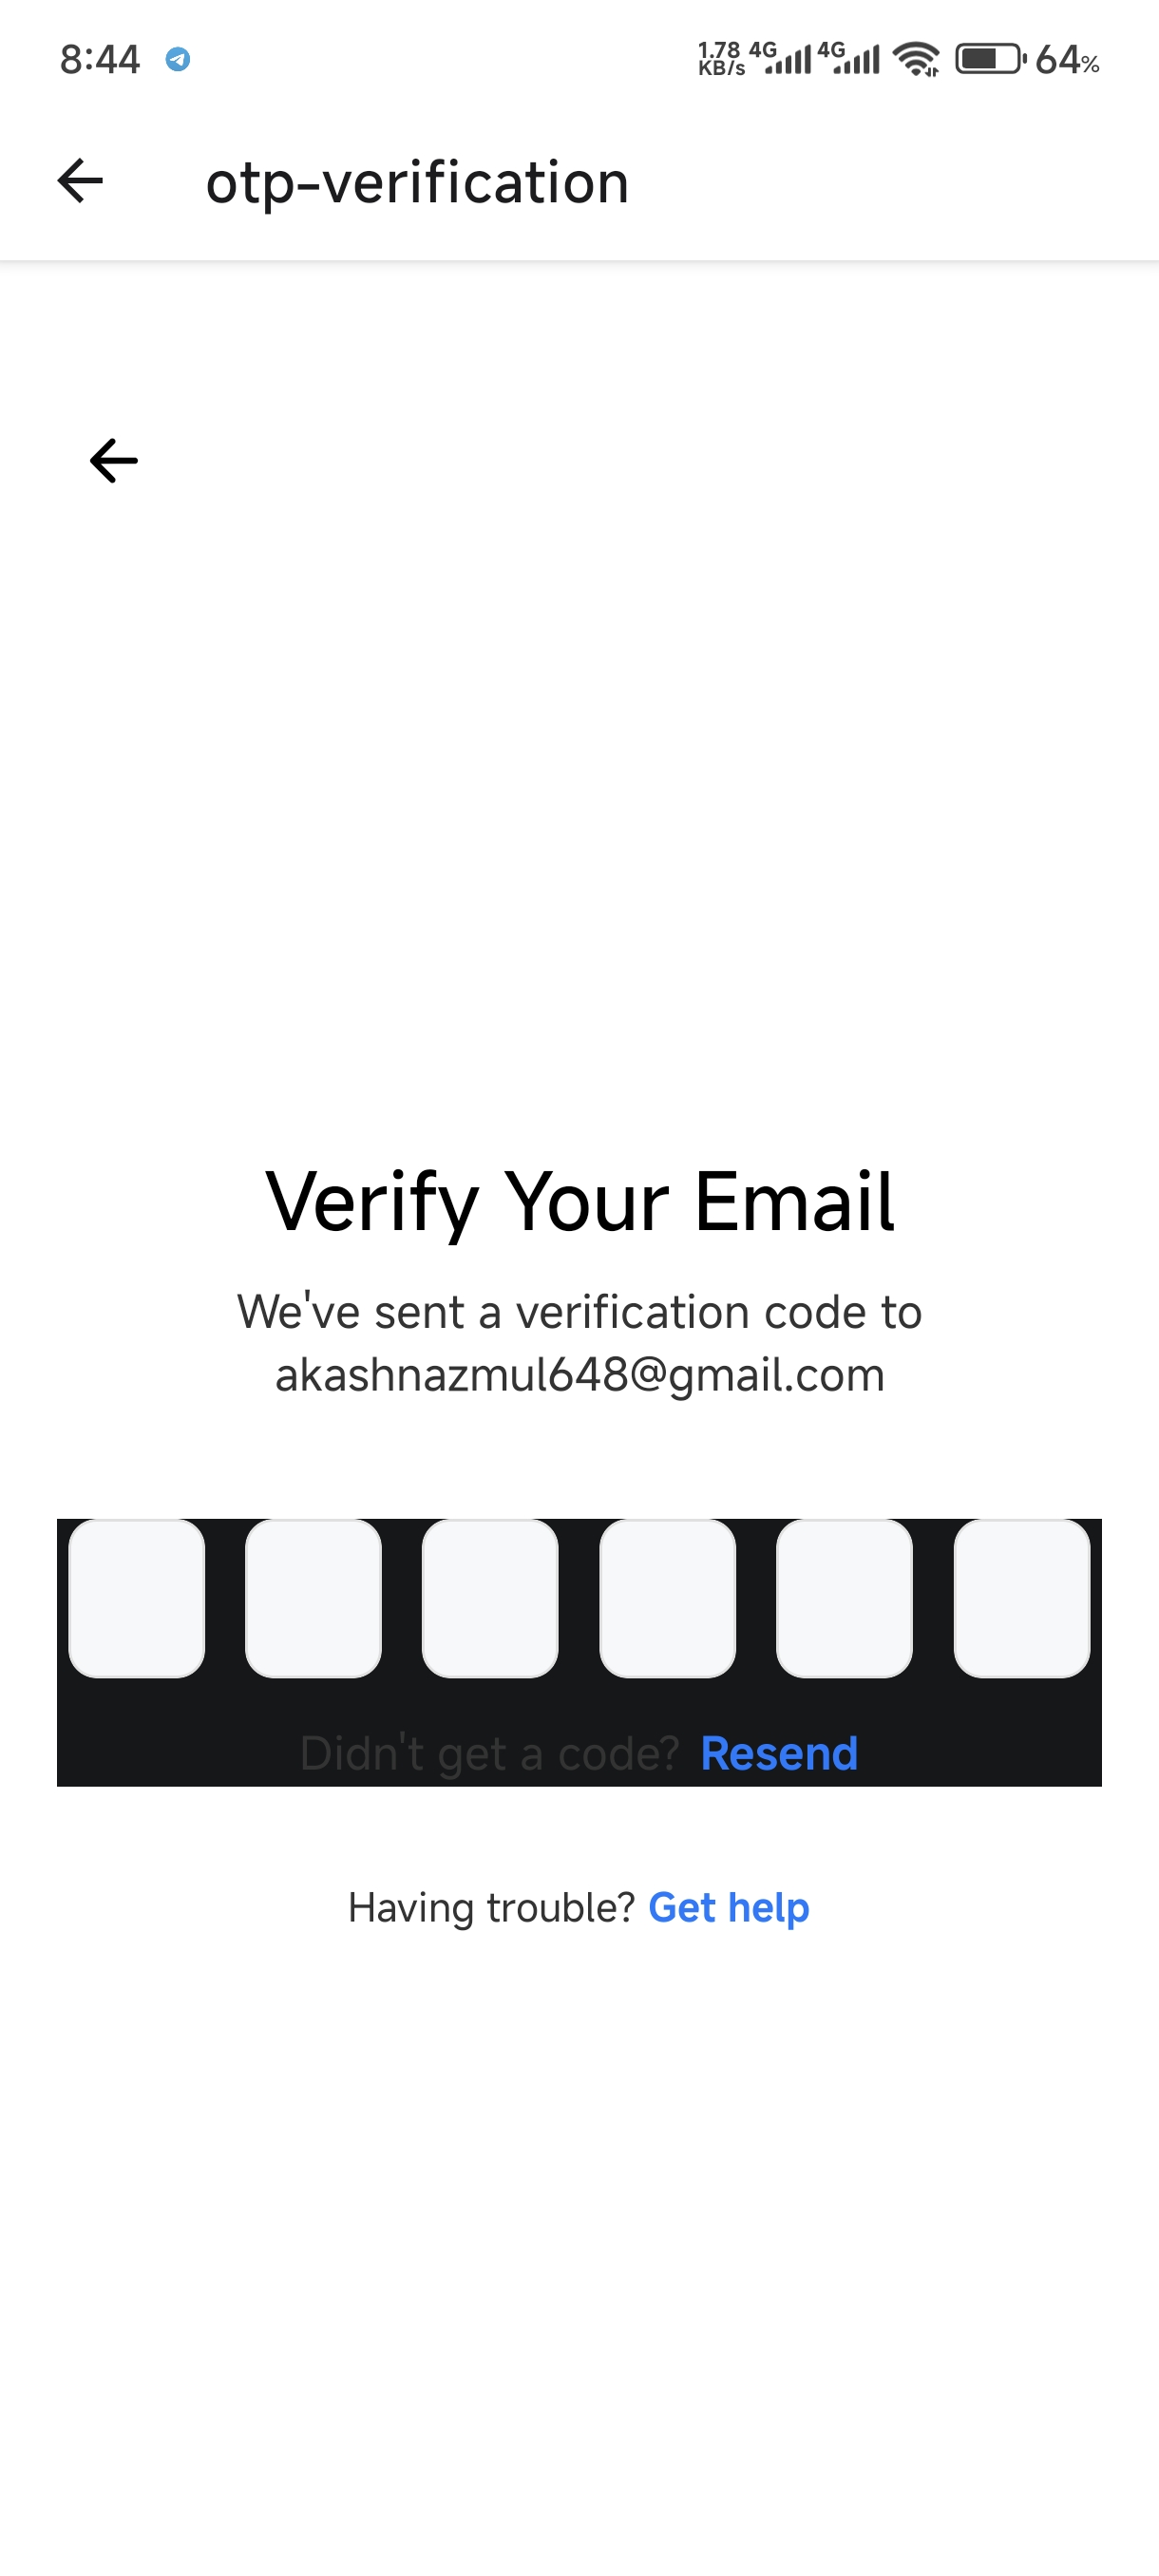 8:44
1.78 KB/s 4G 4G 64%
otp-verification
Verify Your Email
We've sent a verification code to
akashnazmul648@gmail.com
Didn't get a code? Resend
Having trouble? Get help